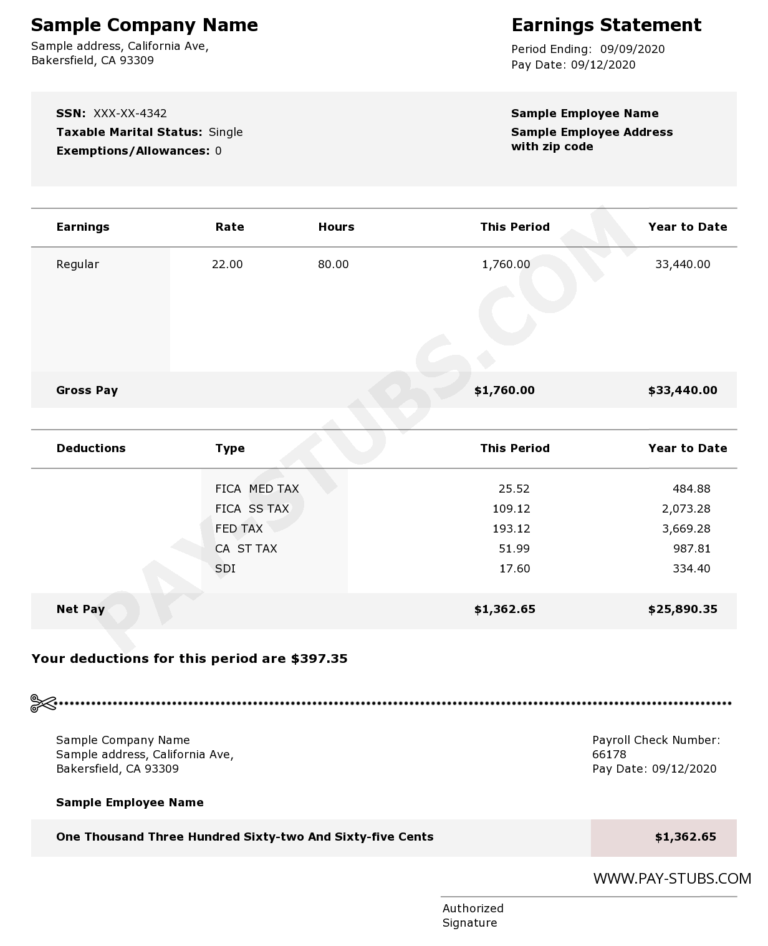 Sample Company Name
Sample address, California Ave,
Bakersfield, CA 93309
Earnings Statement
Period Ending: 09/09/2020
Pay Date: 09/12/2020
SSN: XXX-XX-4342
Taxable Marital Status: Single
Exemptions/Allowances: 0
Sample Employee Name
Sample Employee Address
with zip code
Earnings Rate Hours This Period Year to Date
Regular 22.00 80.00 1,760.00 33,440.00
Gross Pay $1,760.00 $33,440.00
Deductions Type This Period Year to Date
FICA MED TAX 25.52 484.88
FICA SS TAX 109.12 2,073.28
FED TAX 193.12 3,669.28
CA ST TAX 51.99 987.81
SDI 17.60 334.40
Net Pay $1,362.65 $25,890.35
PAY-STUBS.COM
Your deductions for this period are $397.35
Sample Company Name
Sample address, California Ave,
Bakersfield, CA 93309
Payroll Check Number:
66178
Pay Date: 09/12/2020
Sample Employee Name
One Thousand Three Hundred Sixty-two And Sixty-five Cents $1,362.65
WWW.PAY-STUBS.COM
Authorized
Signature